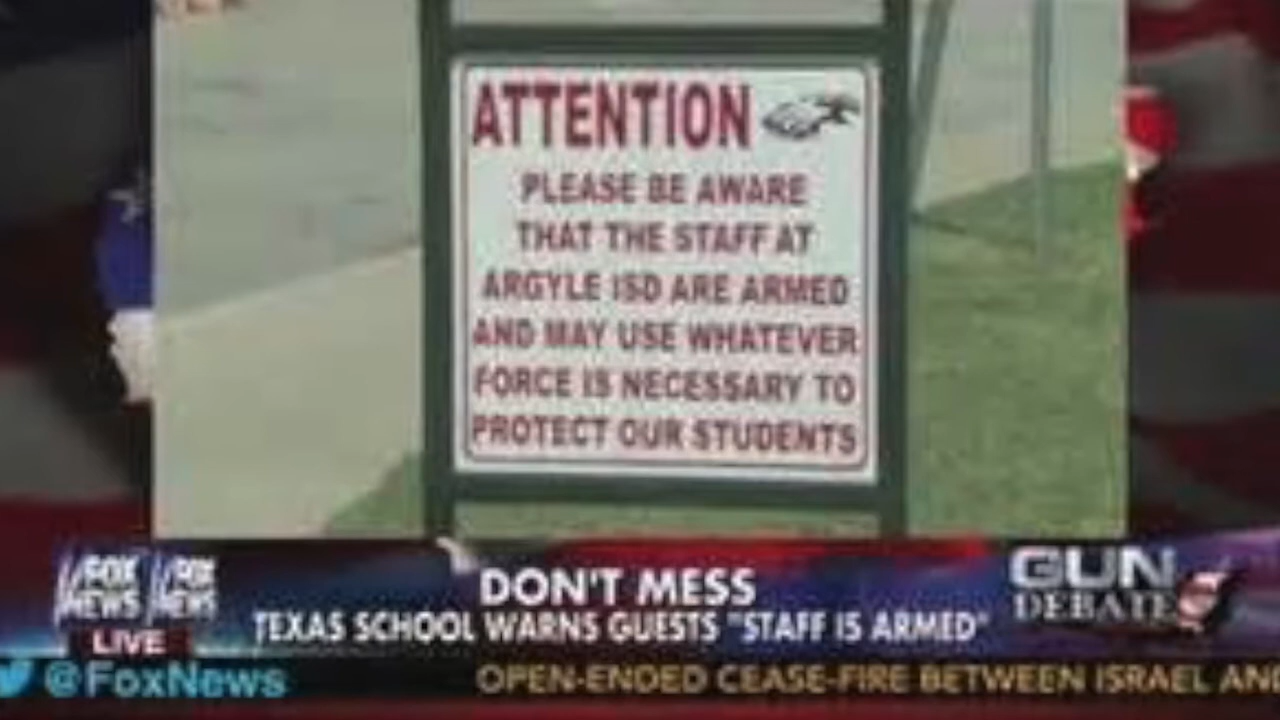 ATTENTION
PLEASE BE AWARE
THAT THE STAFF AT
ARGYLE ISD ARE ARMED
AND MAY USE WHATEVER
FORCE IS NECESSARY TO
PROTECT OUR STUDENTS
FOX NEWS FOX NEWS
LIVE
DON'T MESS
TEXAS SCHOOL WARNS GUESTS "STAFF IS ARMED"
GUN
DEBATE
@FoxNews
OPEN-ENDED CEASE-FIRE BETWEEN ISRAEL AND